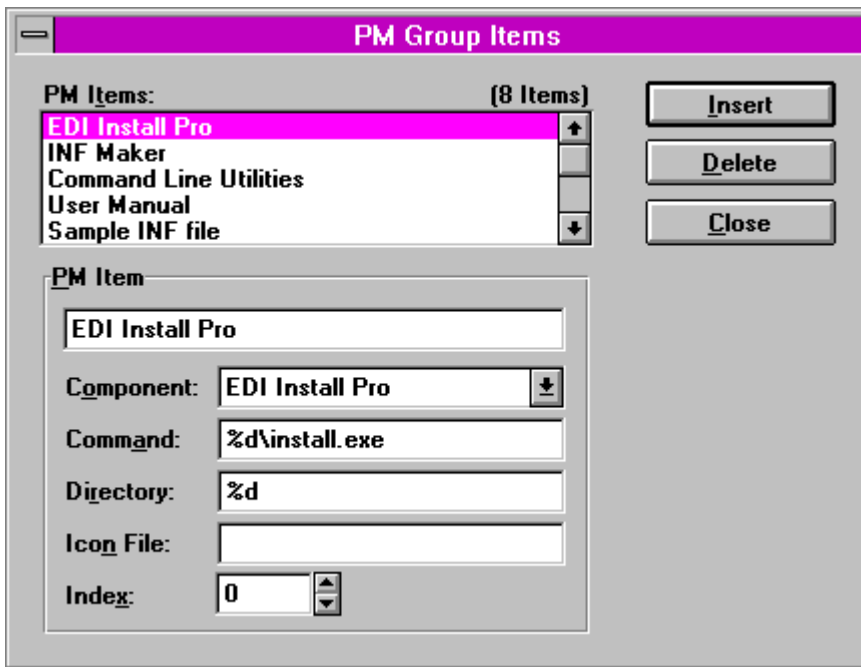 PM Group Items
PM Items: (8 Items)
EDI Install Pro
INF Maker
Command Line Utilities
User Manual
Sample INF file
Insert
Delete
Close
PM Item
EDI Install Pro
Component: EDI Install Pro
Command: %d\install.exe
Directory: %d
Icon File:
Index: 0